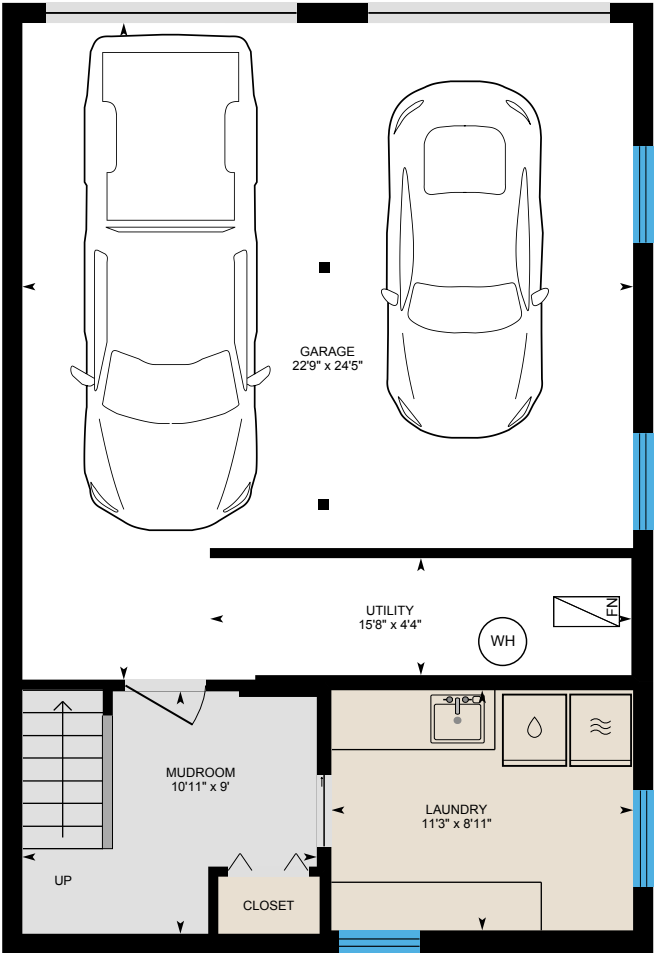 GARAGE
22'9" x 24'5"
UTILITY
15'8" x 4'4"
WH
FN
MUDROOM
10'11" x 9'
LAUNDRY
11'3" x 8'11"
UP
CLOSET